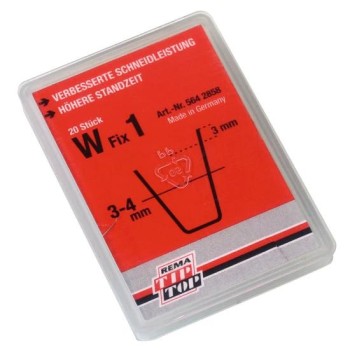 → VERBESSERTE SCHNEIDLEISTUNG
→ HÖHERE STANDZEIT
20 Stück
Art.-Nr. 564 2856
Made in Germany
W Fix 1
3 mm
3-4 mm
REMA
TIP
TOP